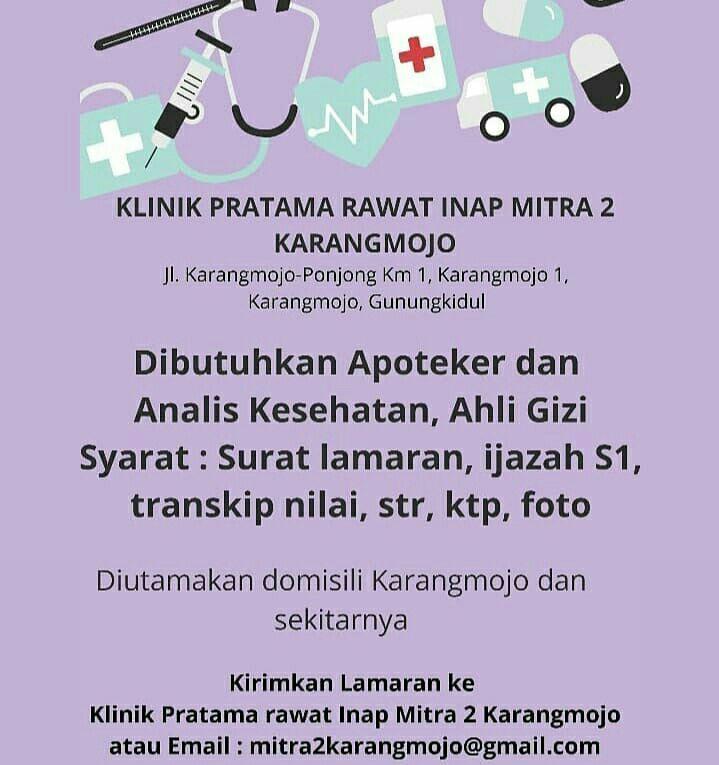 KLINIK PRATAMA RAWAT INAP MITRA 2
KARANGMOJO
Jl. Karangmojo-Ponjong Km 1, Karangmojo 1,
Karangmojo, Gunungkidul
Dibutuhkan Apoteker dan
Analis Kesehatan, Ahli Gizi
Syarat : Surat lamaran, ijazah S1,
transkip nilai, str, ktp, foto
Diutamakan domisili Karangmojo dan
sekitarnya
Kirimkan Lamaran ke
Klinik Pratama rawat Inap Mitra 2 Karangmojo
atau Email : mitra2karangmojo@gmail.com